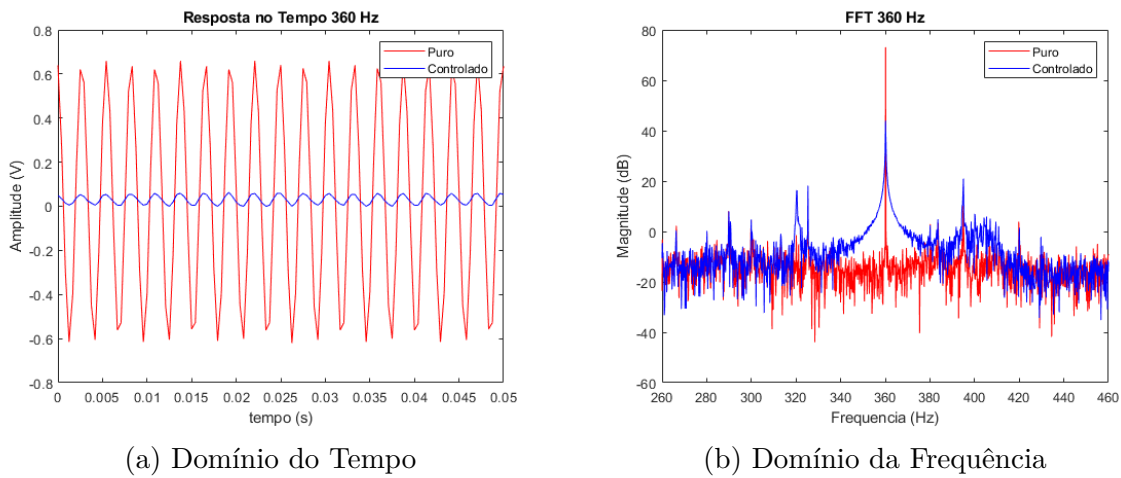 Resposta no Tempo 360 Hz
Puro
Controlado
0.8
0.6
0.4
0.2
0
-0.2
-0.4
-0.6
-0.8
Amplitude (V)
0 0.005 0.01 0.015 0.02 0.025 0.03 0.035 0.04 0.045 0.05
tempo (s)
(a) Domínio do Tempo
FFT 360 Hz
Puro
Controlado
80
60
40
20
0
-20
-40
-60
Magnitude (dB)
260 280 300 320 340 360 380 400 420 440 460
Frequencia (Hz)
(b) Domínio da Frequência